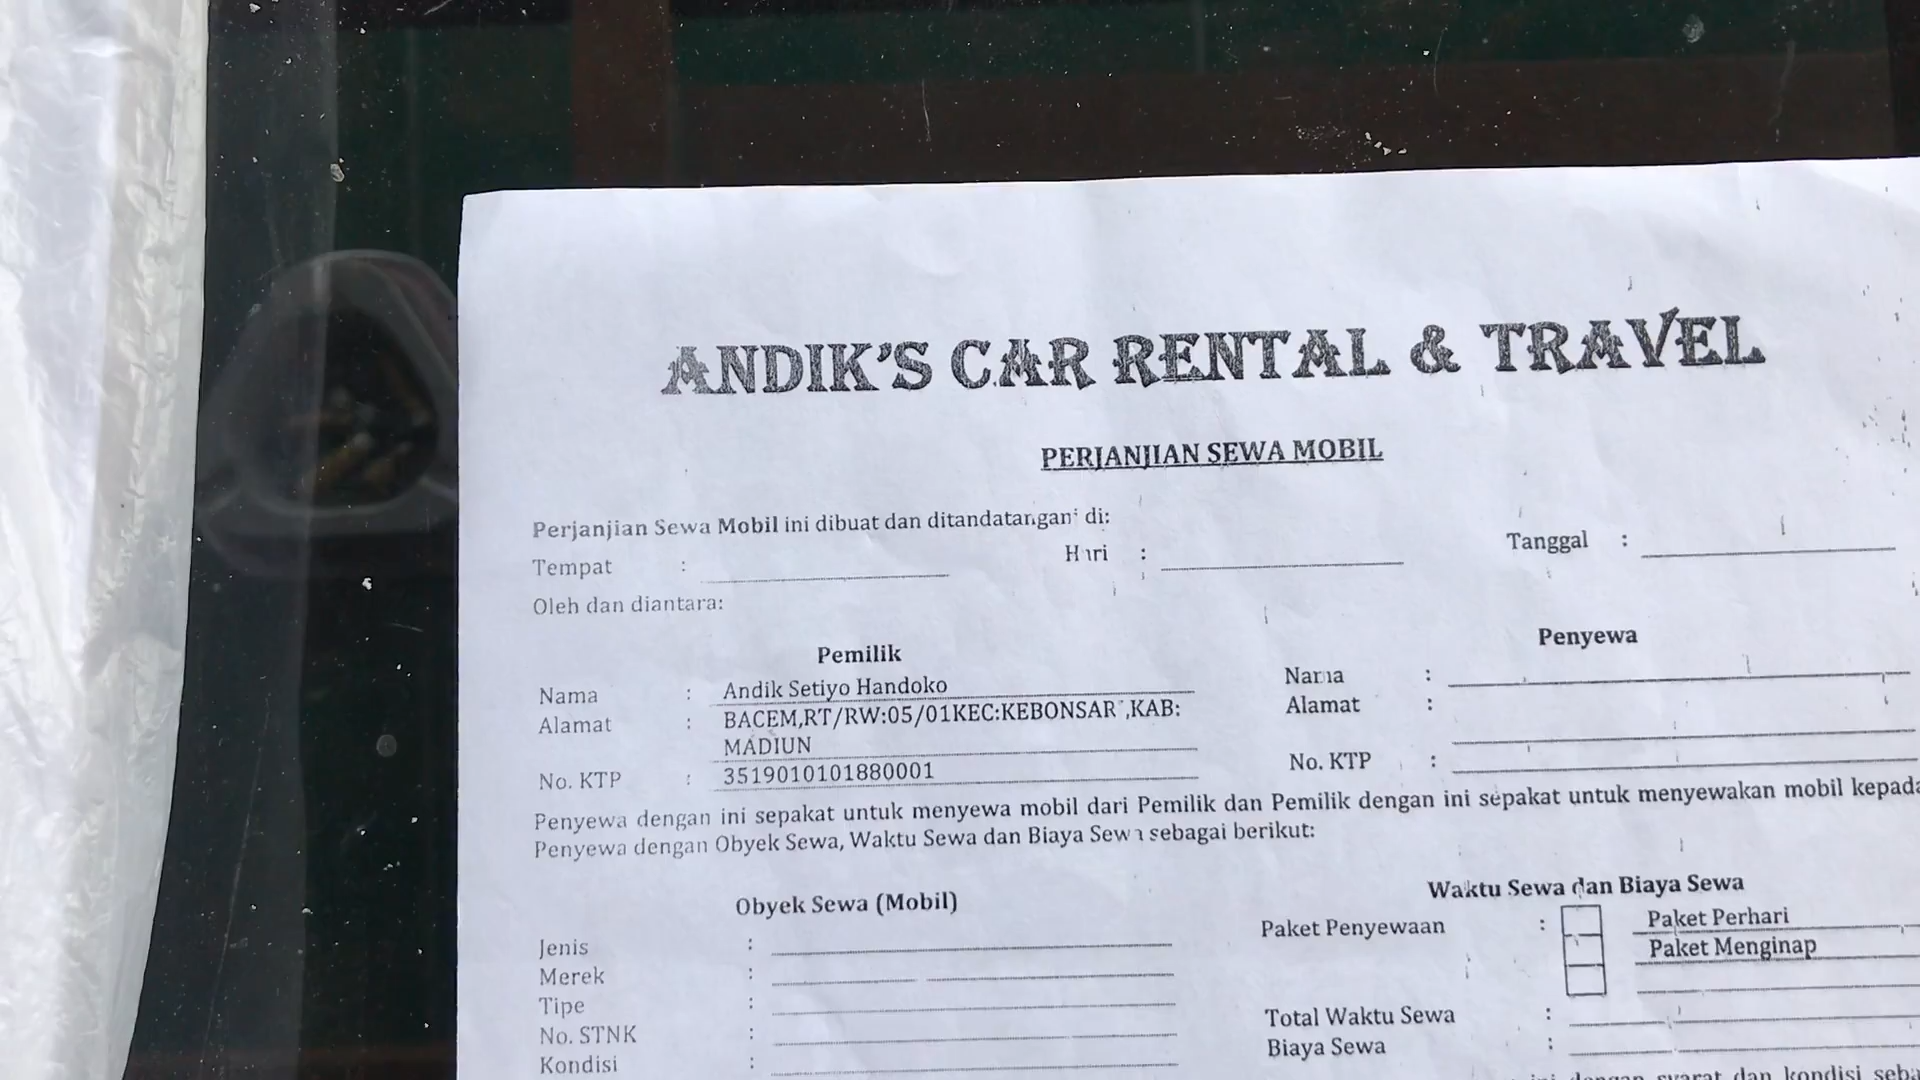 ANDIK'S CAR RENTAL & TRAVEL
PERJANJIAN SEWA MOBIL
Perjanjian Sewa Mobil ini dibuat dan ditandatangani di:
Tempat : Hari : Tanggal :
Oleh dan diantara:
Pemilik Penyewa
Nama : Andik Setiyo Handoko Nama :
Alamat : BACEM,RT/RW:05/01KEC:KEBONSARI,KAB: Alamat :
MADIUN
No. KTP : 3519010101880001 No. KTP :
Penyewa dengan ini sepakat untuk menyewa mobil dari Pemilik dan Pemilik dengan ini sepakat untuk menyewakan mobil kepada
Penyewa dengan Obyek Sewa, Waktu Sewa dan Biaya Sewa sebagai berikut:
Obyek Sewa (Mobil) Waktu Sewa dan Biaya Sewa
Jenis : Paket Penyewaan : Paket Perhari
Merek : Paket Menginap
Tipe :
No. STNK : Total Waktu Sewa :
Kondisi : Biaya Sewa :
dengan syarat dan kondisi